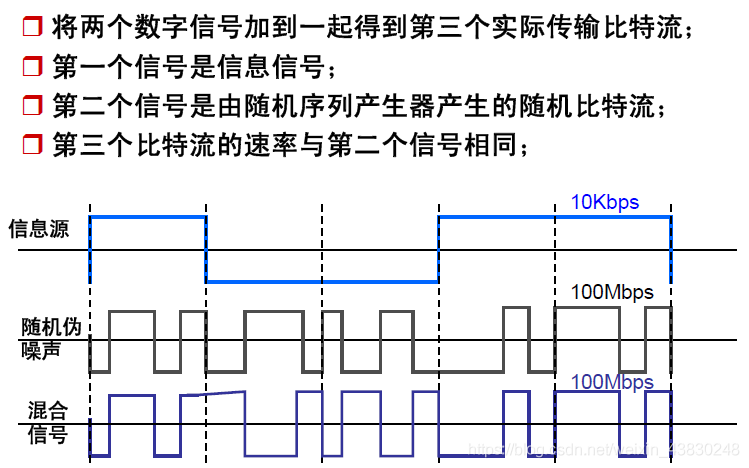 将两个数字信号加到一起得到第三个实际传输比特流；
第一个信号是信息信号；
第二个信号是由随机序列产生器产生的随机比特流；
第三个比特流的速率与第二个信号相同；
10Kbps
信息源
100Mbps
随机伪
噪声
100Mbps
混合
信号
https://blog.csdn.net/weixin_43830248